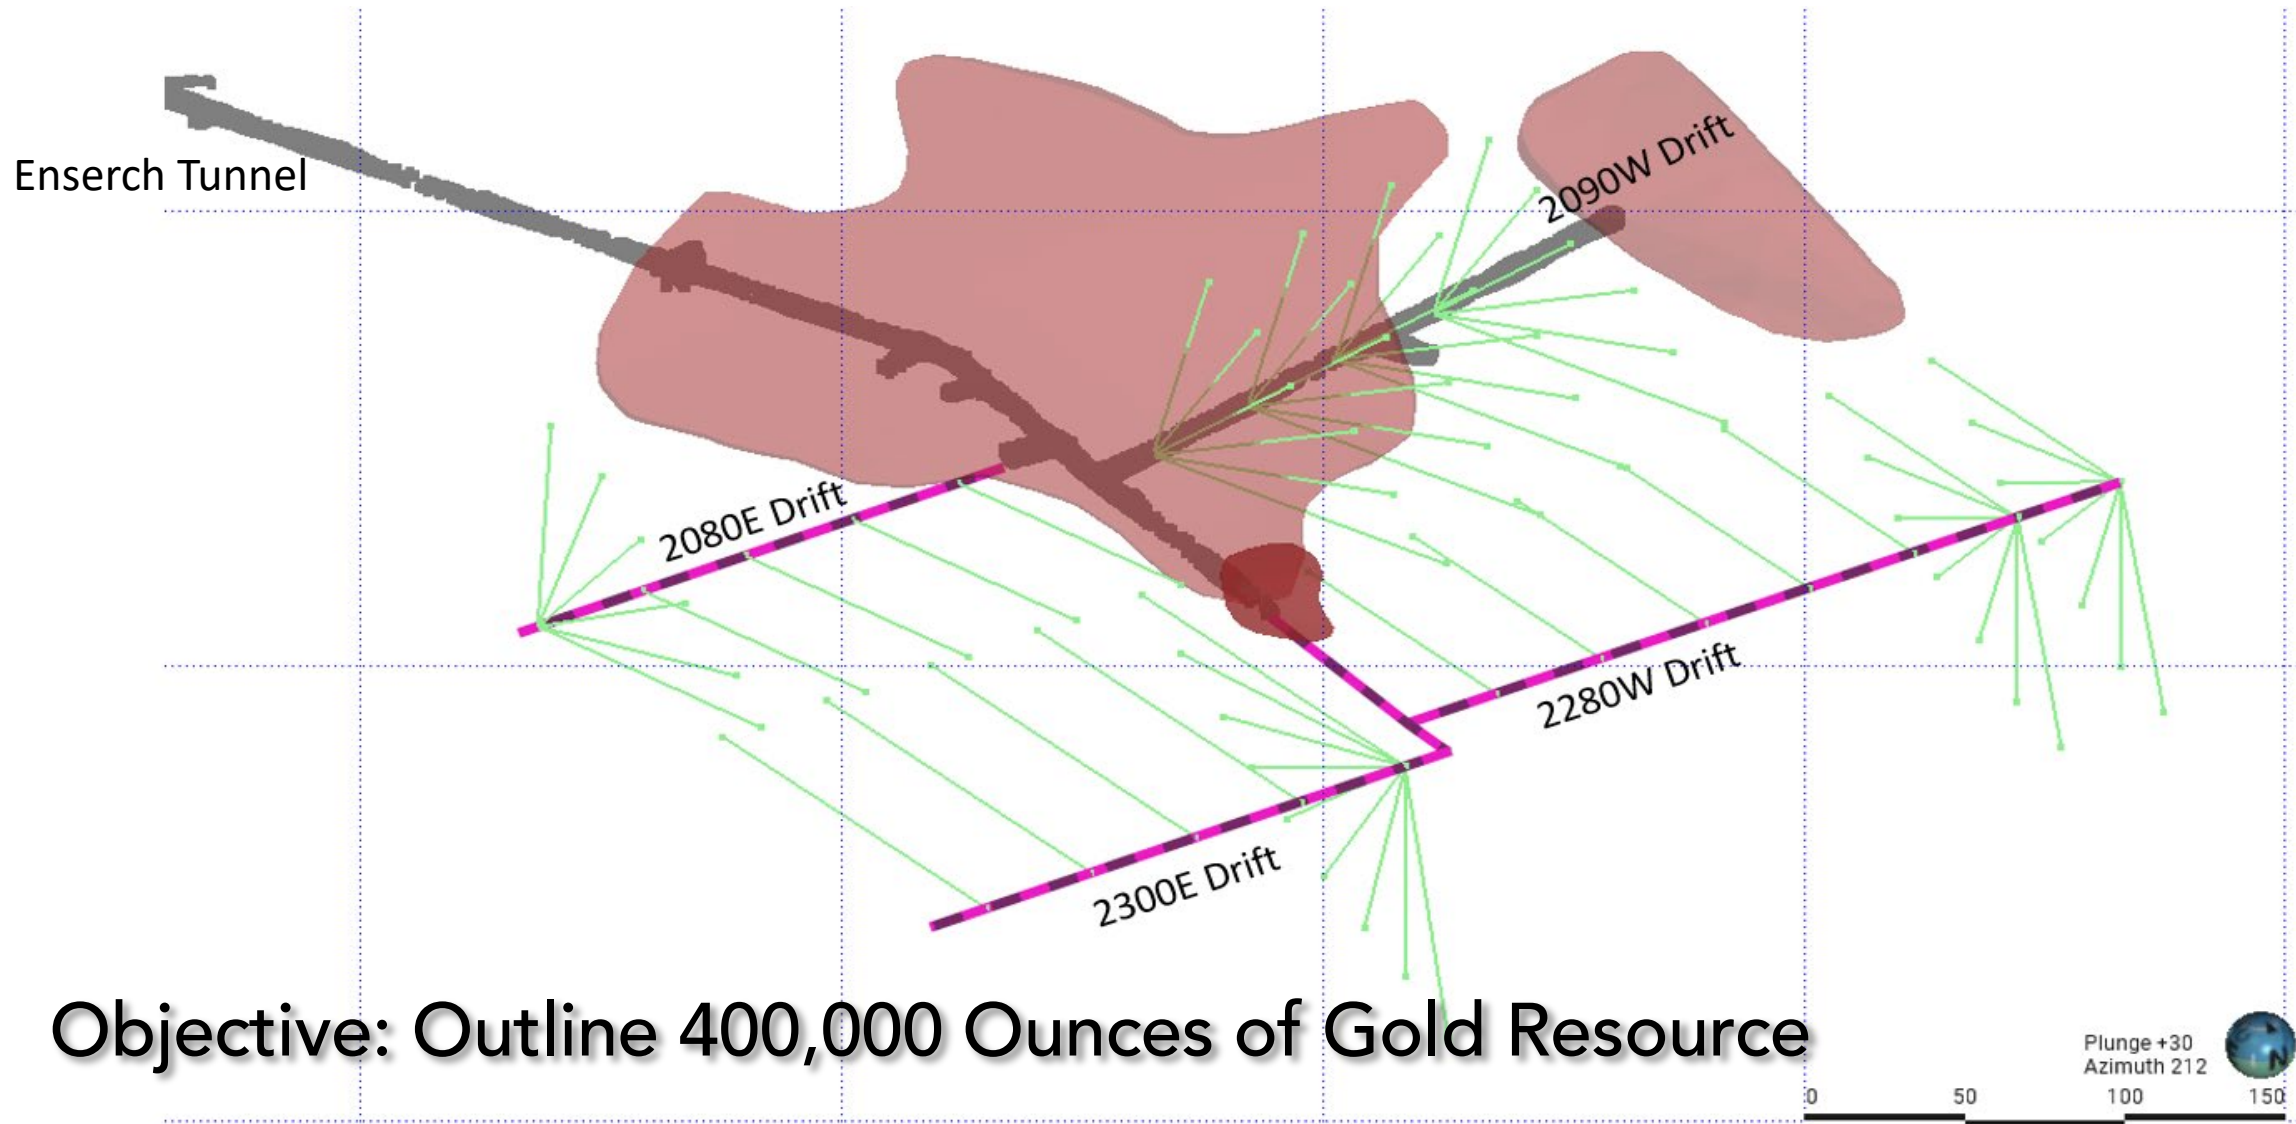 2090W Drift
Enserch Tunnel
2080E Drift
2280W Drift
2300E Drift
Objective: Outline 400,000 Ounces of Gold Resource
Plunge +30
Azimuth 212
0 50 100 150